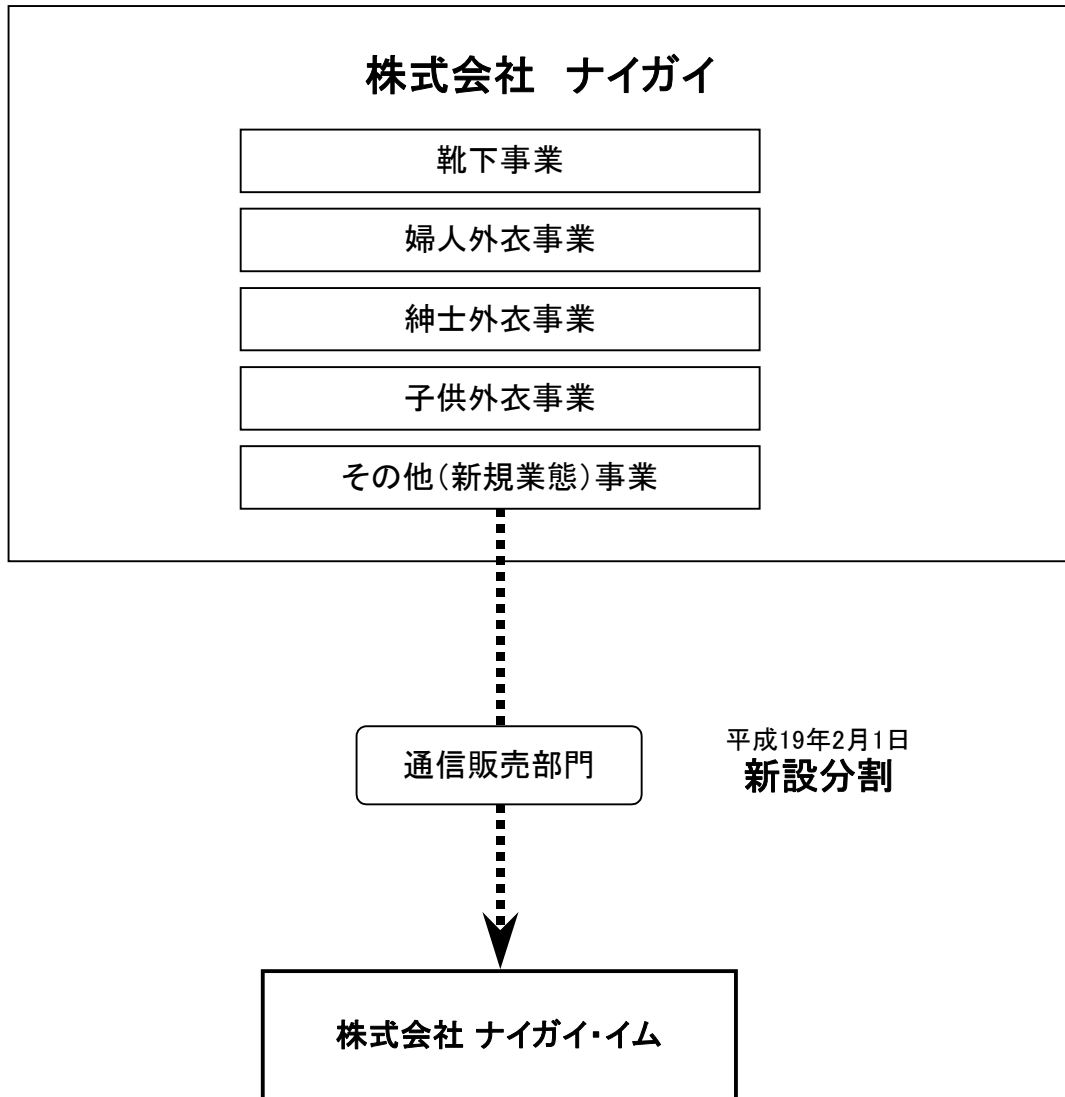 株式会社　ナイガイ
靴下事業
婦人外衣事業
紳士外衣事業
子供外衣事業
その他（新規業態）事業
通信販売部門
平成19年2月1日
新設分割
株式会社 ナイガイ・イム